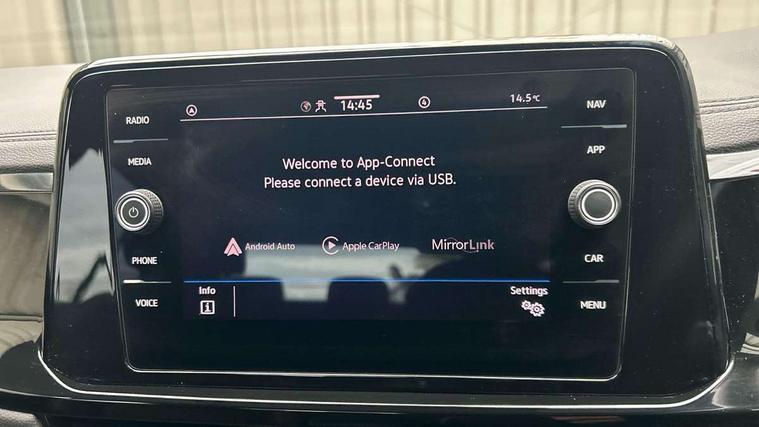 RADIO
MEDIA
PHONE
VOICE
14:45
4
14.5°C
Welcome to App-Connect
Please connect a device via USB.
Android Auto
Apple CarPlay
MirrorLink
Info
Settings
NAV
APP
CAR
MENU